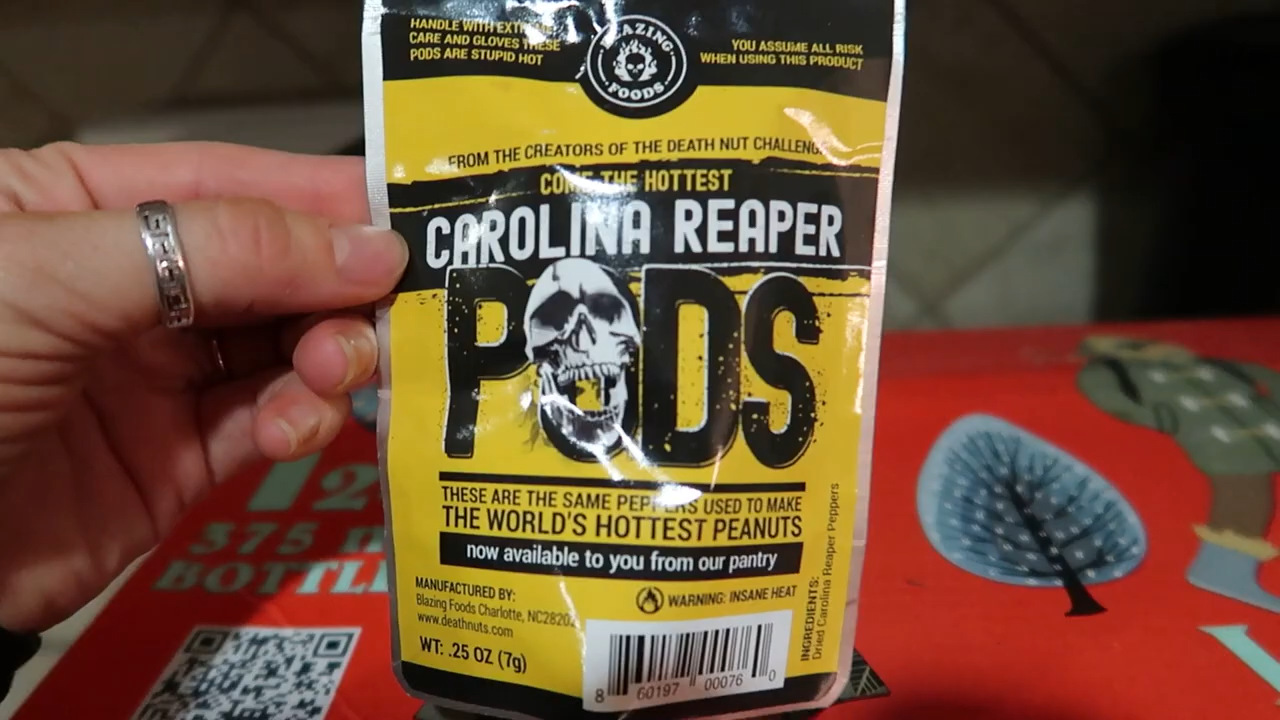 HANDLE WITH EXTREME
CARE AND GLOVES THESE
PODS ARE STUPID HOT
BLAZING
FOODS
YOU ASSUME ALL RISK
WHEN USING THIS PRODUCT
FROM THE CREATORS OF THE DEATH NUT CHALLENGE
COME THE HOTTEST
CAROLINA REAPER
PODS
THESE ARE THE SAME PEPPERS USED TO MAKE
THE WORLD'S HOTTEST PEANUTS
now available to you from our pantry
MANUFACTURED BY:
Blazing Foods Charlotte, NC28202
www.deathnuts.com
WT: .25 OZ (7g)
WARNING: INSANE HEAT
INGREDIENTS:
Dried Carolina Reaper Peppers
8 60197 00076 0
12
375 m
BOTTL